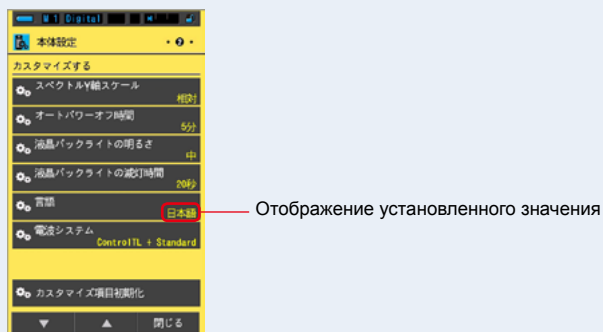 M 1 Digital
本体設定 ・❷・
カスタマイズする
スペクトルY軸スケール
相対
オートパワーオフ時間
5分
液晶バックライトの明るさ
中
液晶バックライトの減灯時間
20秒
言語
日本語
Отображение установленного значения
電波システム
ControlTL + Standard
カスタマイズ項目初期化
▼ ▲ 閉じる